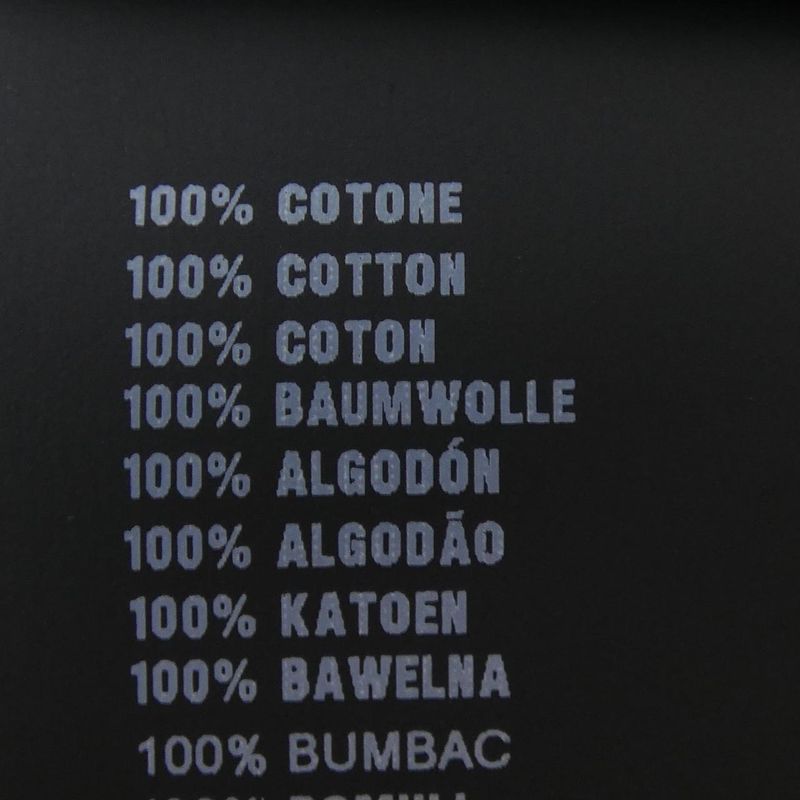 100% COTONE
100% COTTON
100% COTON
100% BAUMWOLLE
100% ALGODÓN
100% ALGODÃO
100% KATOEN
100% BAWELNA
100% BUMBAC